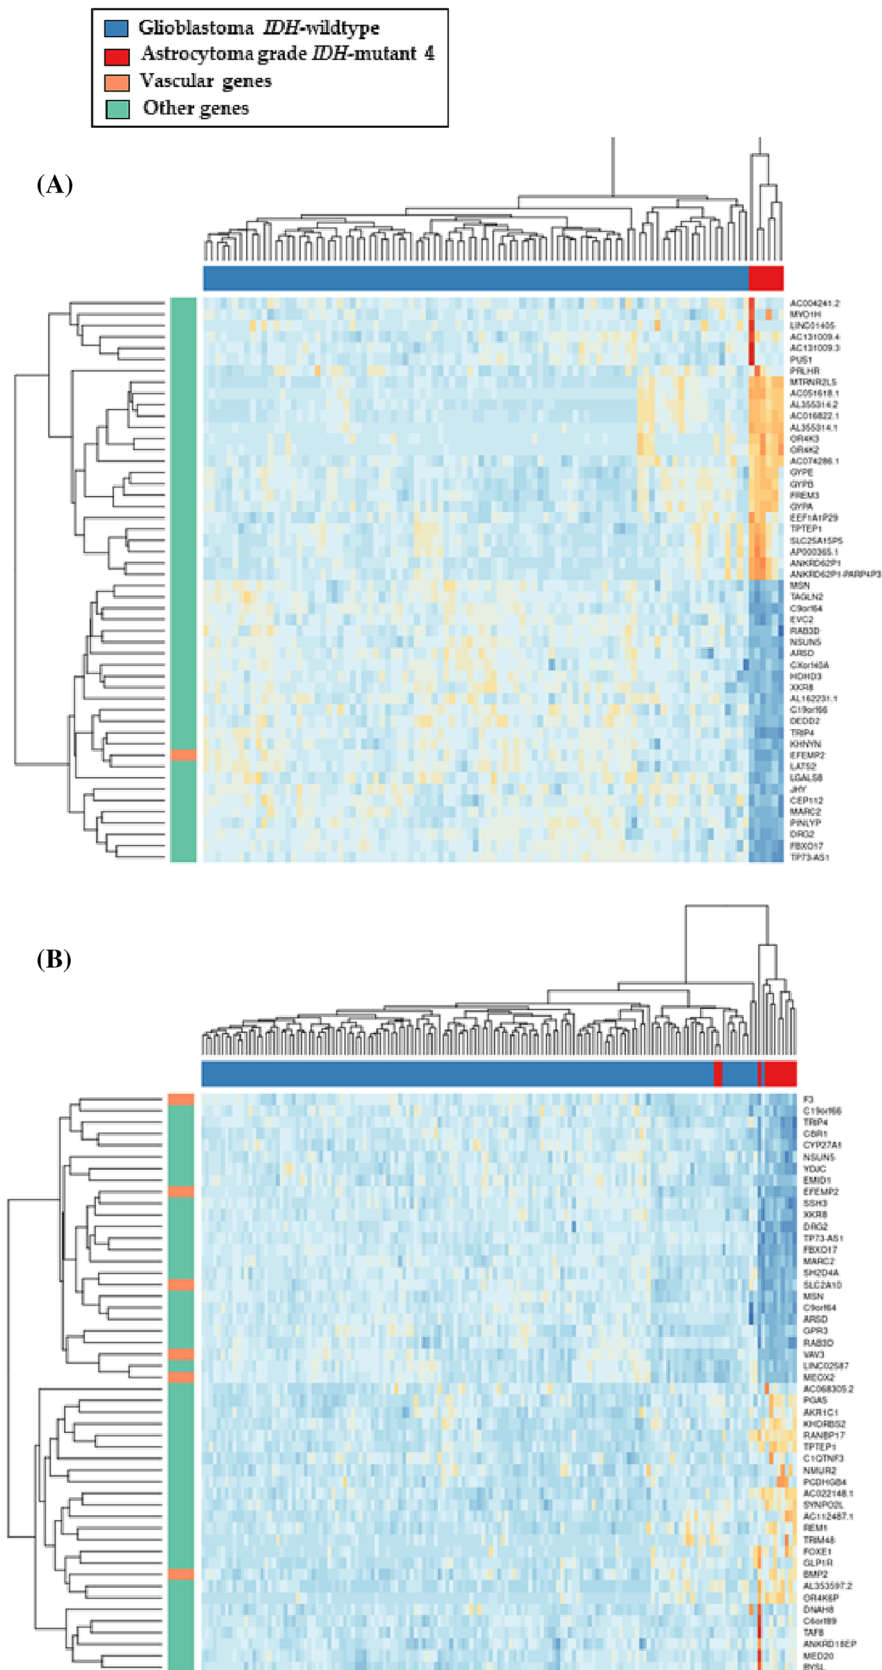 Glioblastoma IDH-wildtype
Astrocytoma grade IDH-mutant 4
Vascular genes
Other genes
(A)
AC004241.2
MYO1H
LINC01405
AC131009.4
AC131009.3
PUS1
PRLHR
MTRNR2L5
AC051618.1
AL355314.2
AC016822.1
AL355314.1
OR4K3
OR4K2
AC074286.1
GYPE
GYPB
FREM3
GYPA
EEF1A1P29
TPTEP1
SLC25A15P5
AP000365.1
ANKRD62P1
ANKRD62P1-PARP4P3
MSN
TAGLN2
C9orf64
EVC2
RAB3D
NSUN5
ARSD
CXorf40A
HDHD3
XKR8
AL162231.1
C19orf66
DEDD2
TRIP4
KHNYN
EFEMP2
LATS2
LGALS8
JHY
CEP112
MARC2
PINLYP
DRG2
FBXO17
TP73-AS1
(B)
F3
C19orf66
TRIP4
CBR1
CYP27A1
NSUN5
YDJC
EMID1
EFEMP2
SSH3
XKR8
DRG2
TP73-AS1
FBXO17
MARC2
SH2D4A
SLC2A10
MSN
C9orf64
ARSD
GPR3
RAB3D
VAV3
LINC02587
MEOX2
AC068305.2
PGA5
AKR1C1
KHDRBS2
RANBP17
TPTEP1
C1QTNF3
NMUR2
PCDHGB4
AC022148.1
SYNPO2L
AC112487.1
REM1
TRIM48
FOXE1
GLP1R
BMP2
AL353597.2
OR4K6P
DNAH8
C6orf89
TAF8
ANKRD18EP
MED20
BYSL